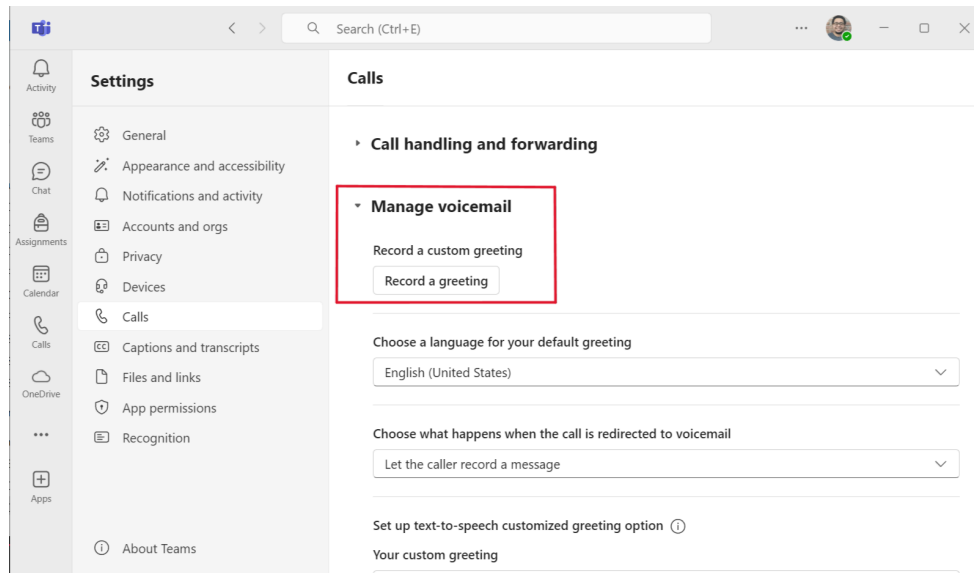 Search (Ctrl+E)
Activity
Teams
Chat
Assignments
Calendar
Calls
OneDrive
Apps
Settings
General
Appearance and accessibility
Notifications and activity
Accounts and orgs
Privacy
Devices
Calls
CC Captions and transcripts
Files and links
App permissions
Recognition
About Teams
Calls
Call handling and forwarding
Manage voicemail
Record a custom greeting
Record a greeting
Choose a language for your default greeting
English (United States)
Choose what happens when the call is redirected to voicemail
Let the caller record a message
Set up text-to-speech customized greeting option
Your custom greeting